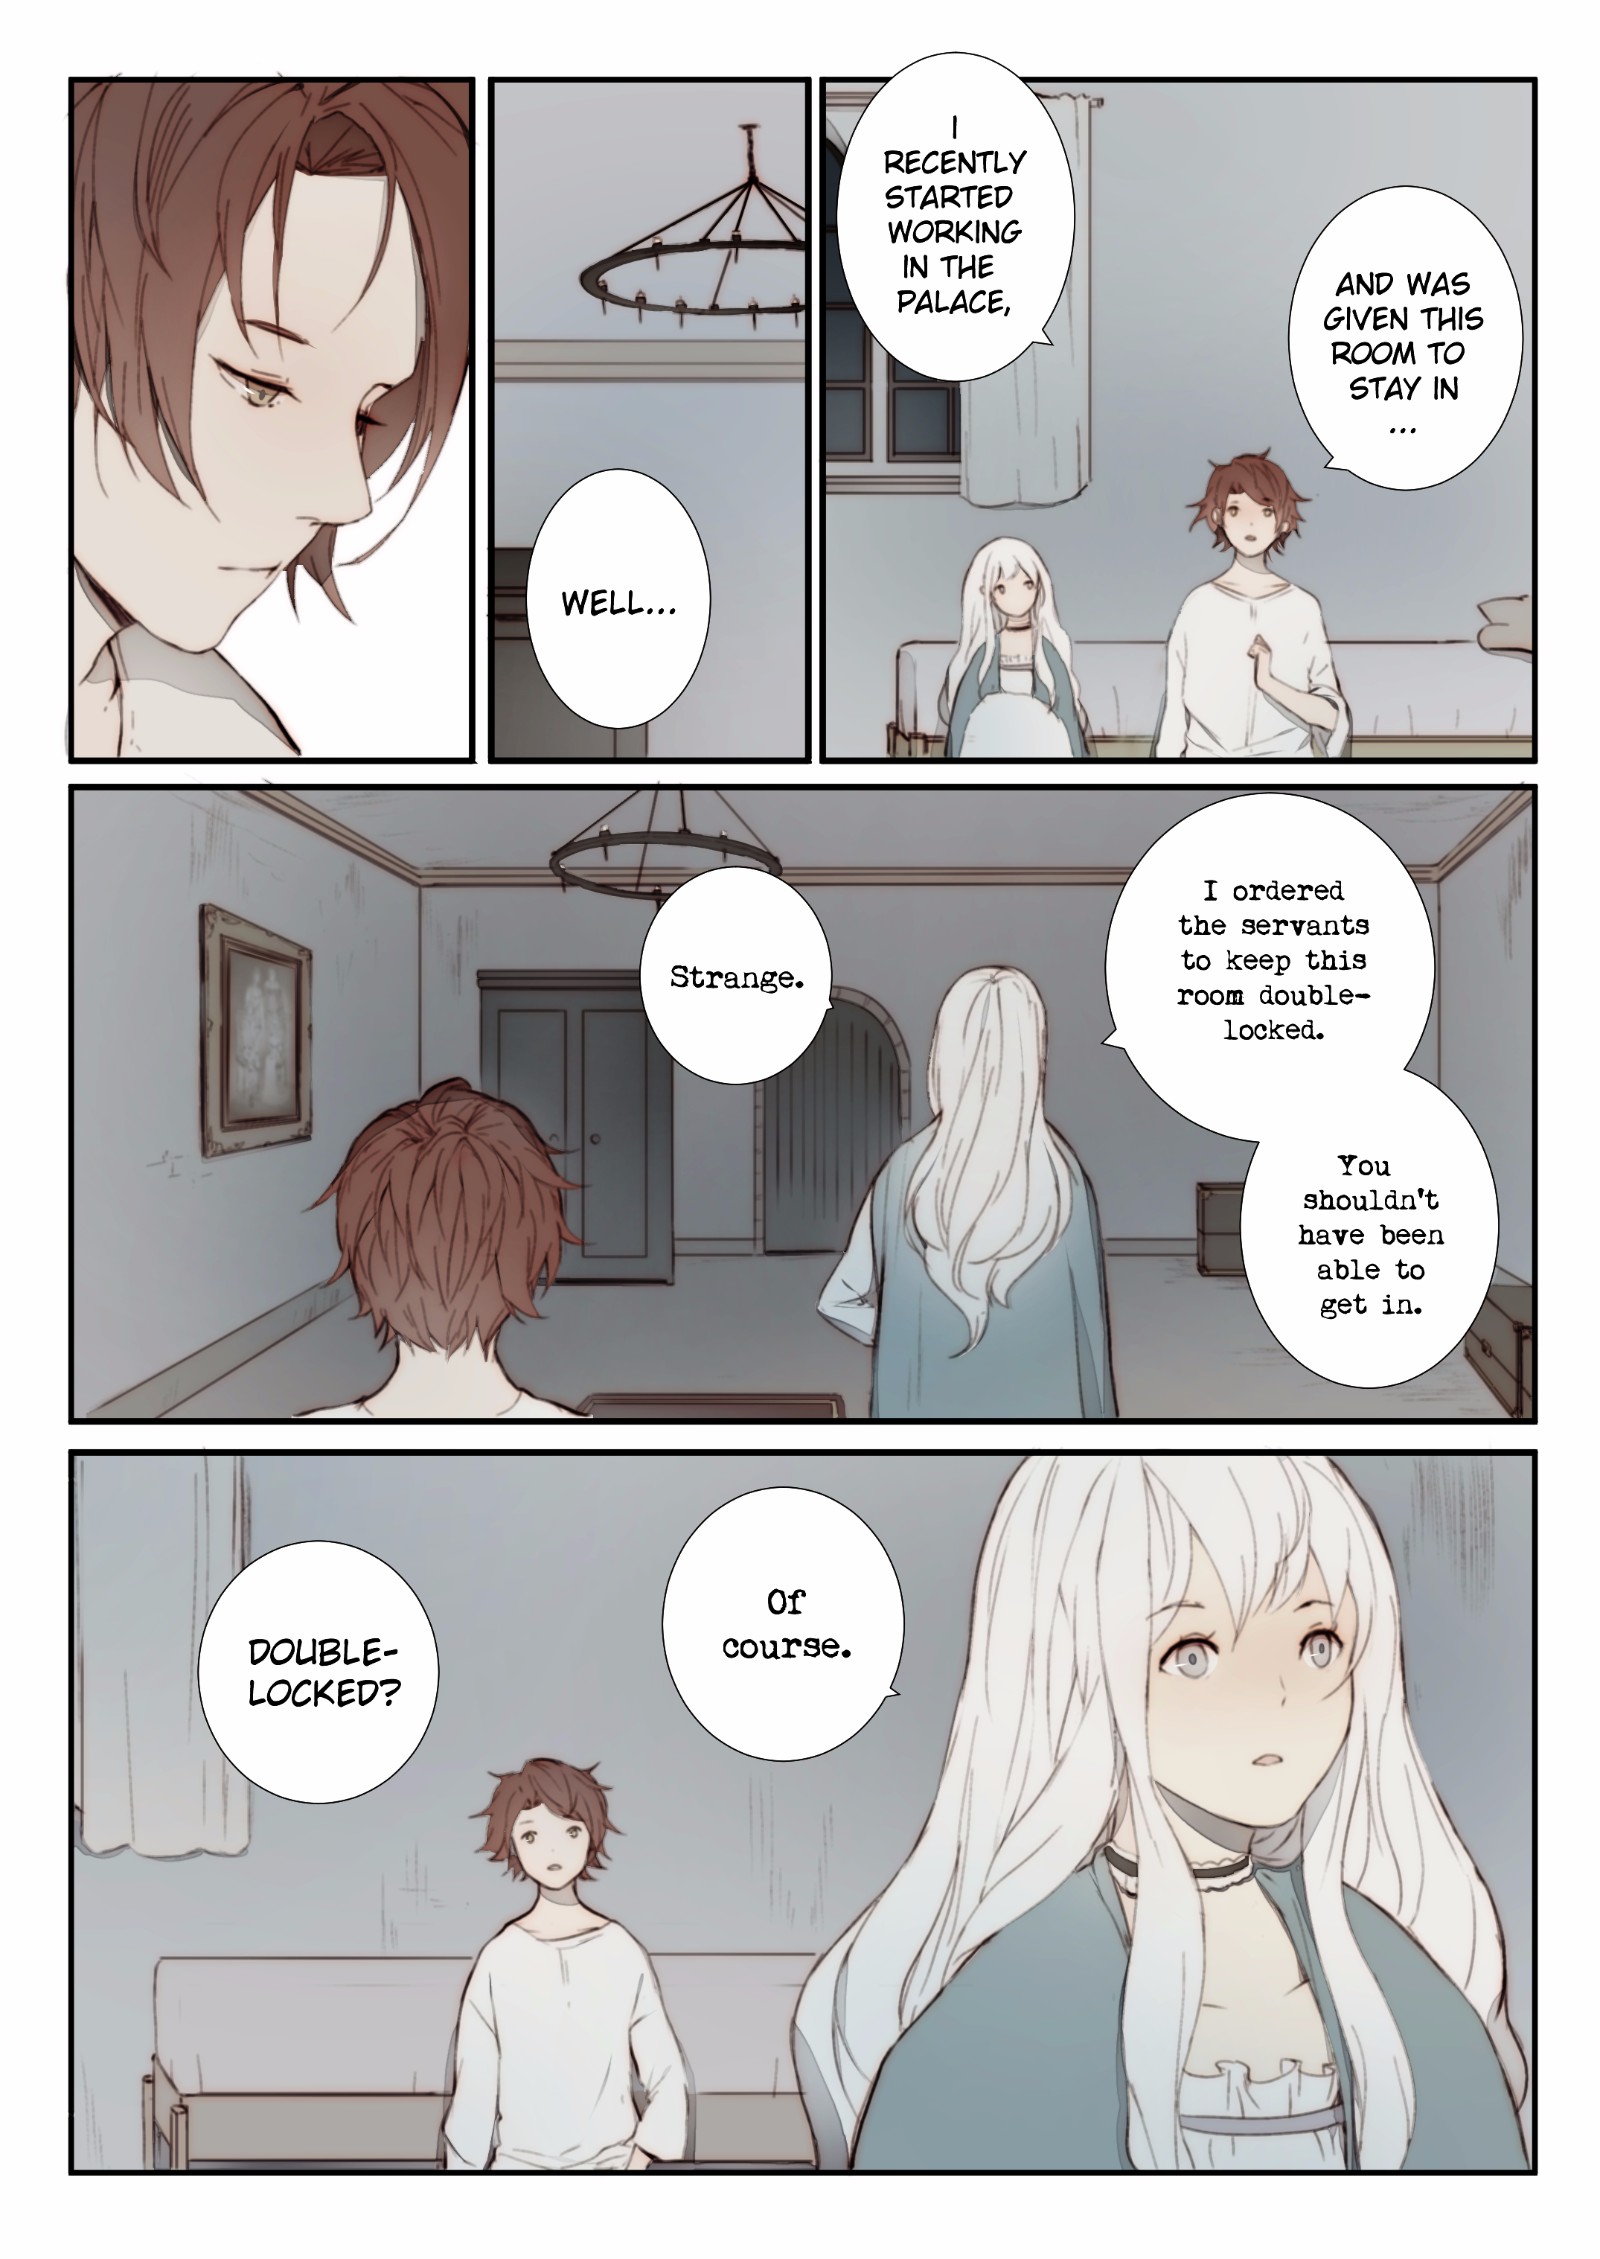 WELL...
I
RECENTLY
STARTED
WORKING
IN THE
PALACE,
AND WAS
GIVEN THIS
ROOM TO
STAY IN
...
Strange.
I ordered
the servants
to keep this
room double-
locked.
You
shouldn't
have been
able to
get in.
DOUBLE-
LOCKED?
Of
course.